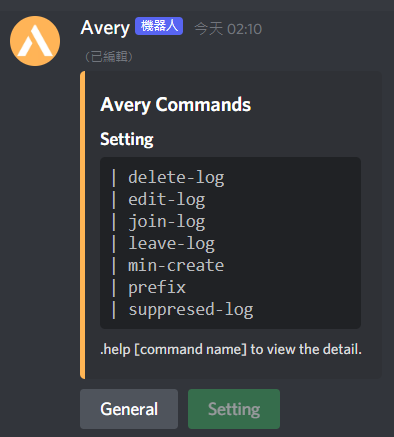 Avery 機器人 今天 02:10
（已編輯）
Avery Commands
Setting
| delete-log
| edit-log
| join-log
| leave-log
| min-create
| prefix
| suppresed-log
.help [command name] to view the detail.
General Setting